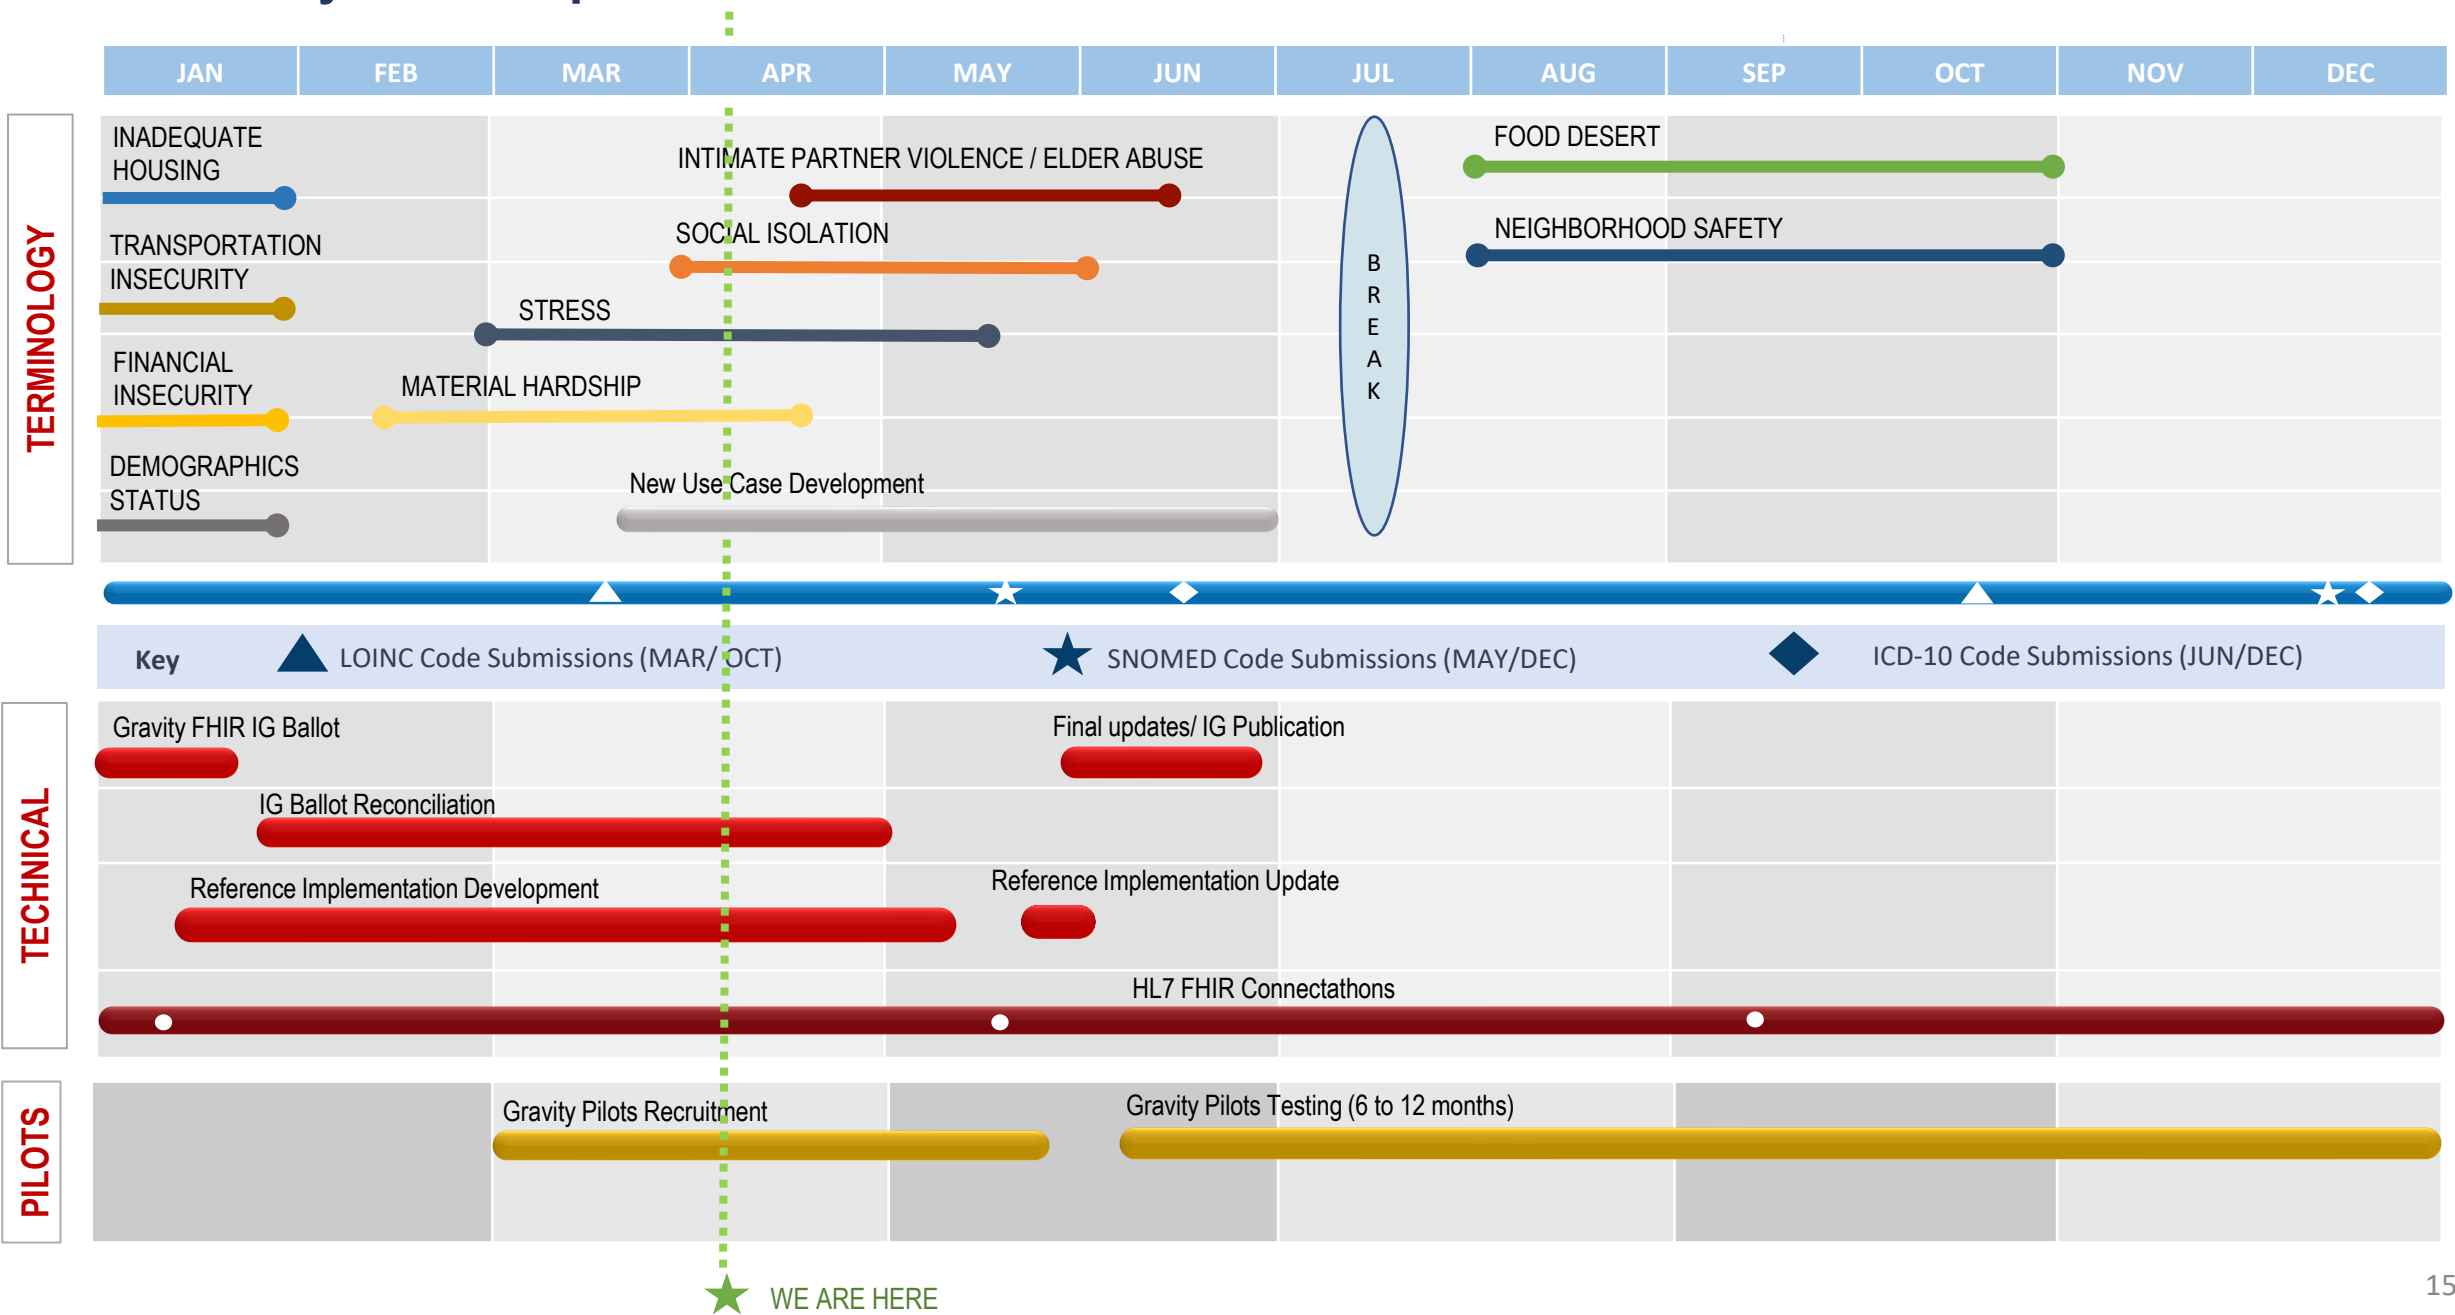 JAN FEB MAR APR MAY JUN JUL AUG SEP OCT NOV DEC
TERMINOLOGY
INADEQUATE
HOUSING
INTIMATE PARTNER VIOLENCE / ELDER ABUSE
FOOD DESERT
TRANSPORTATION
INSECURITY
SOCIAL ISOLATION
NEIGHBORHOOD SAFETY
STRESS
FINANCIAL
INSECURITY
MATERIAL HARDSHIP
DEMOGRAPHICS
STATUS
New Use Case Development
B
R
E
A
K
Key
LOINC Code Submissions (MAR/ OCT)
SNOMED Code Submissions (MAY/DEC)
ICD-10 Code Submissions (JUN/DEC)
TECHNICAL
Gravity FHIR IG Ballot
Final updates/ IG Publication
IG Ballot Reconciliation
Reference Implementation Development
Reference Implementation Update
HL7 FHIR Connectathons
PILOTS
Gravity Pilots Recruitment
Gravity Pilots Testing (6 to 12 months)
WE ARE HERE
15